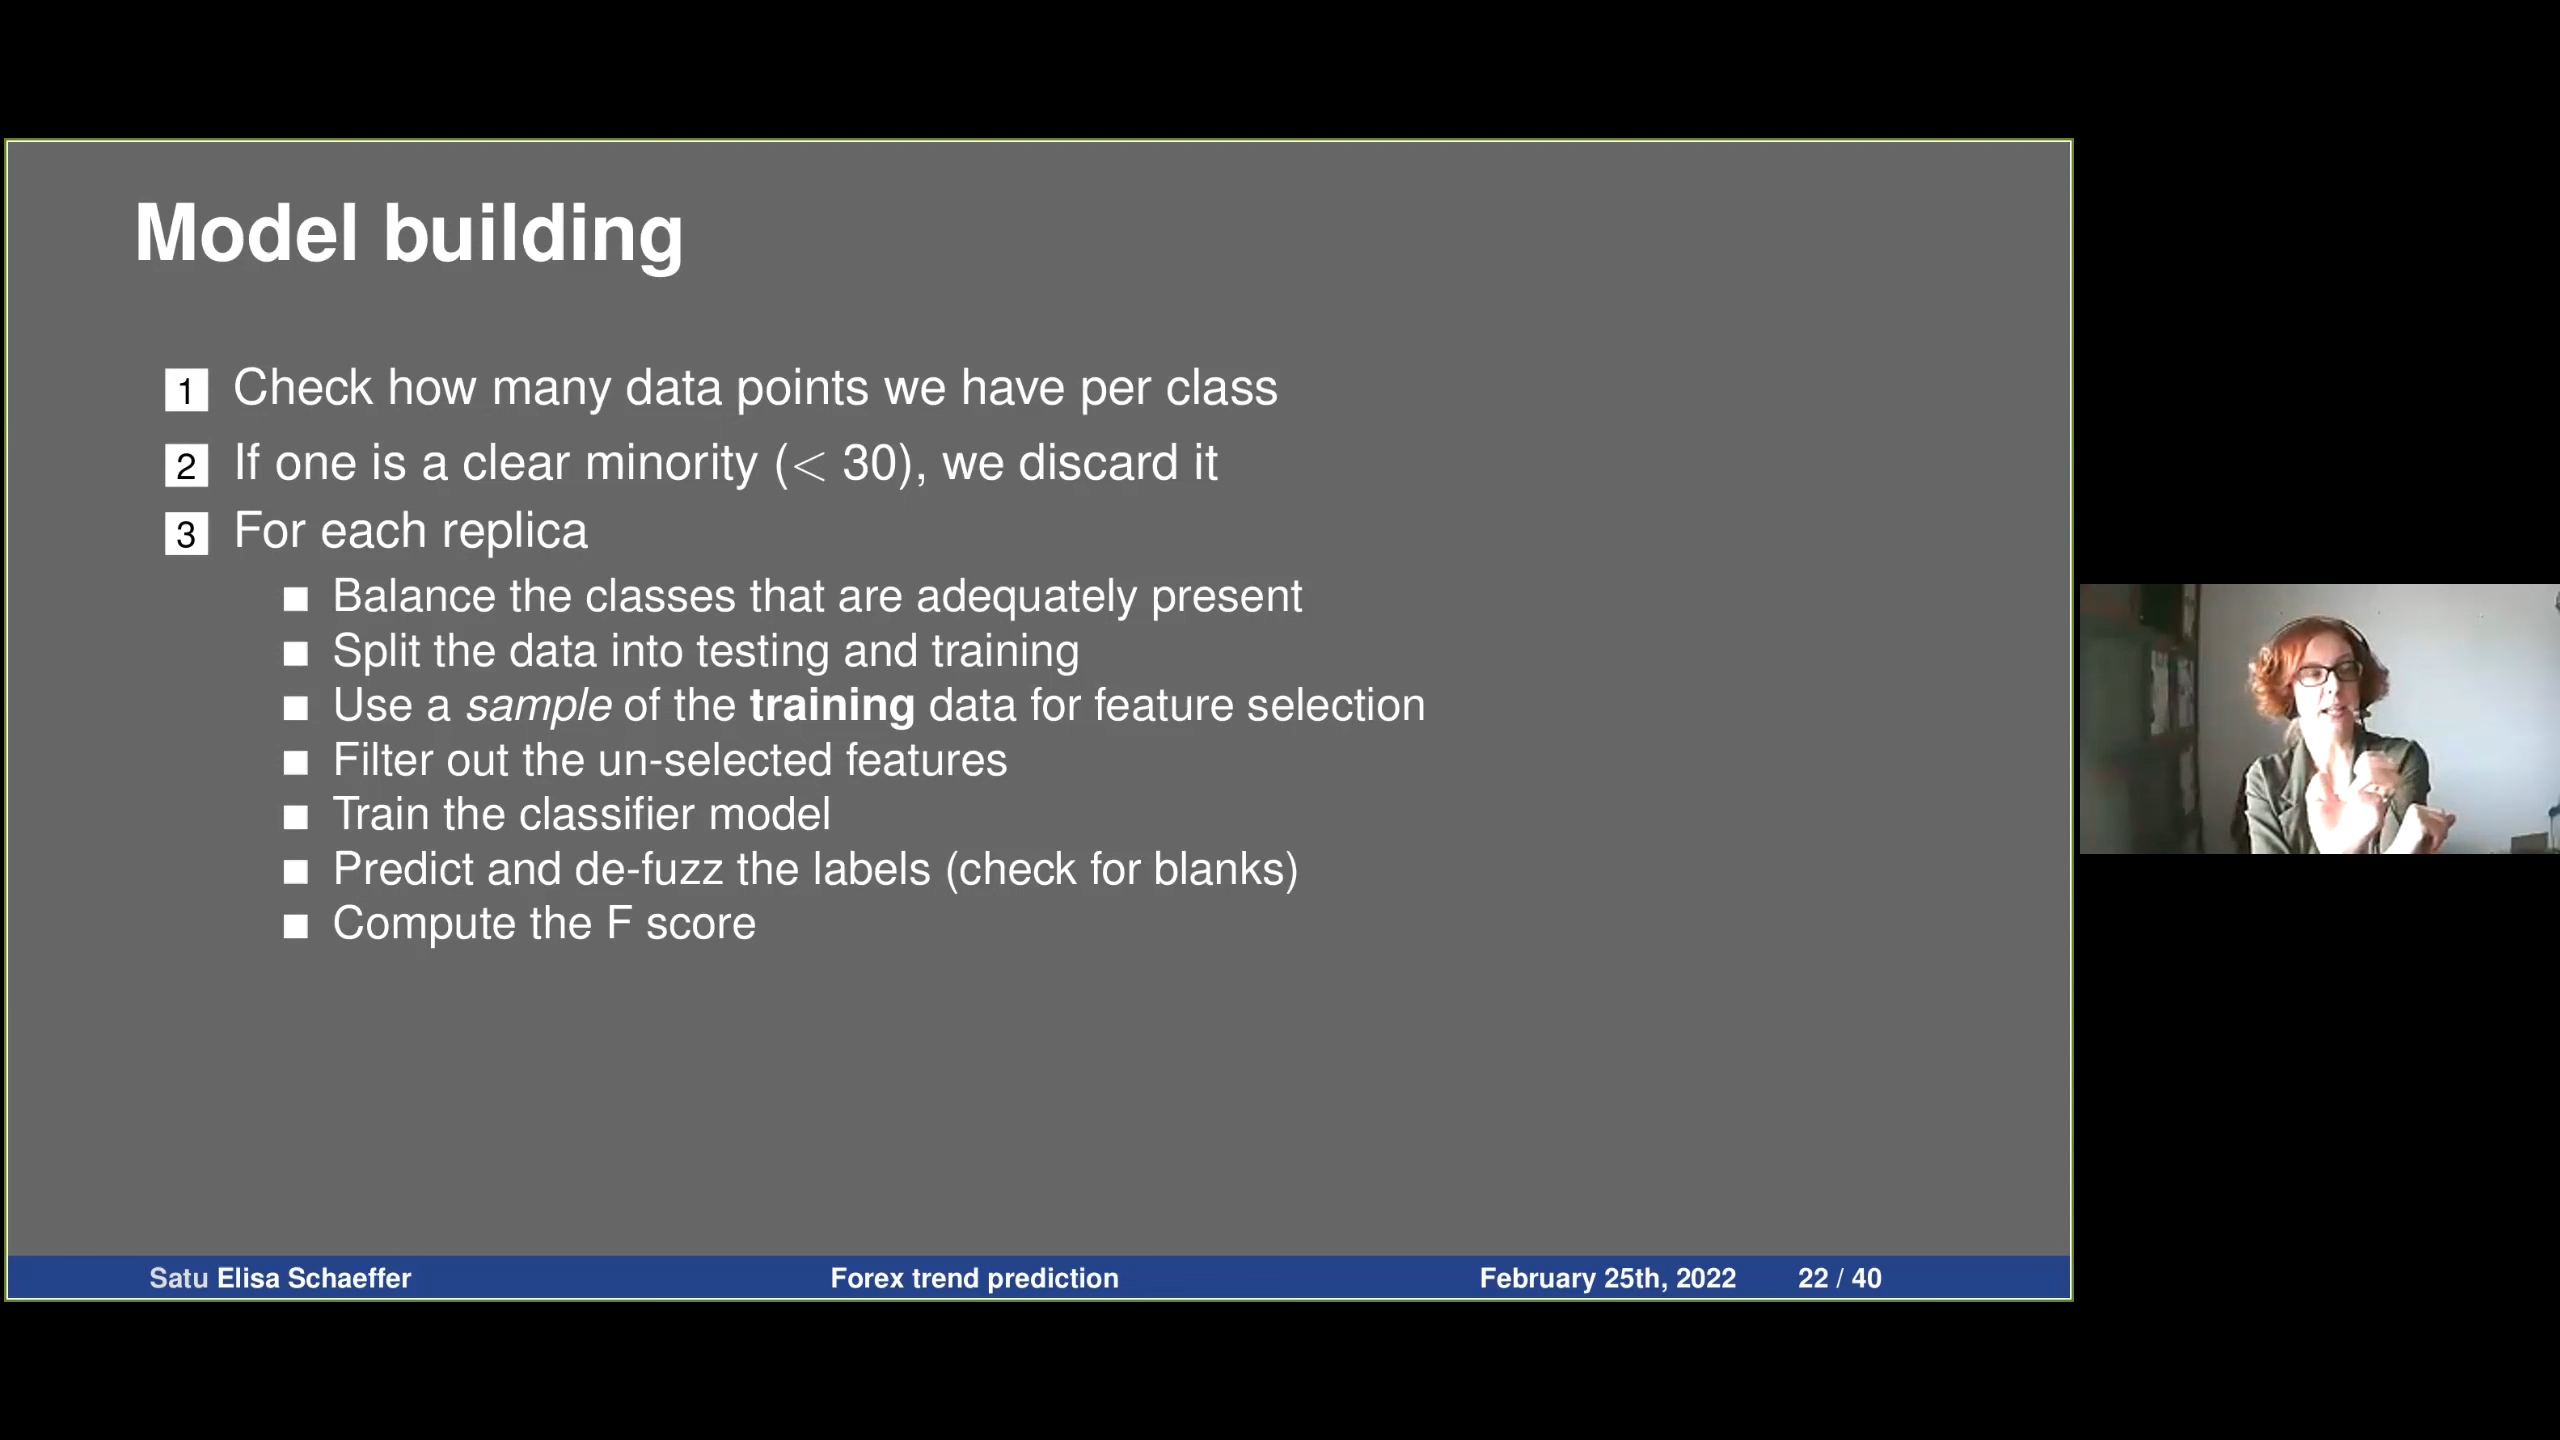 Model building
1 Check how many data points we have per class
2 If one is a clear minority (< 30), we discard it
3 For each replica
■ Balance the classes that are adequately present
■ Split the data into testing and training
■ Use a sample of the training data for feature selection
■ Filter out the un-selected features
■ Train the classifier model
■ Predict and de-fuzz the labels (check for blanks)
■ Compute the F score
Satu Elisa Schaeffer Forex trend prediction February 25th, 2022 22 / 40